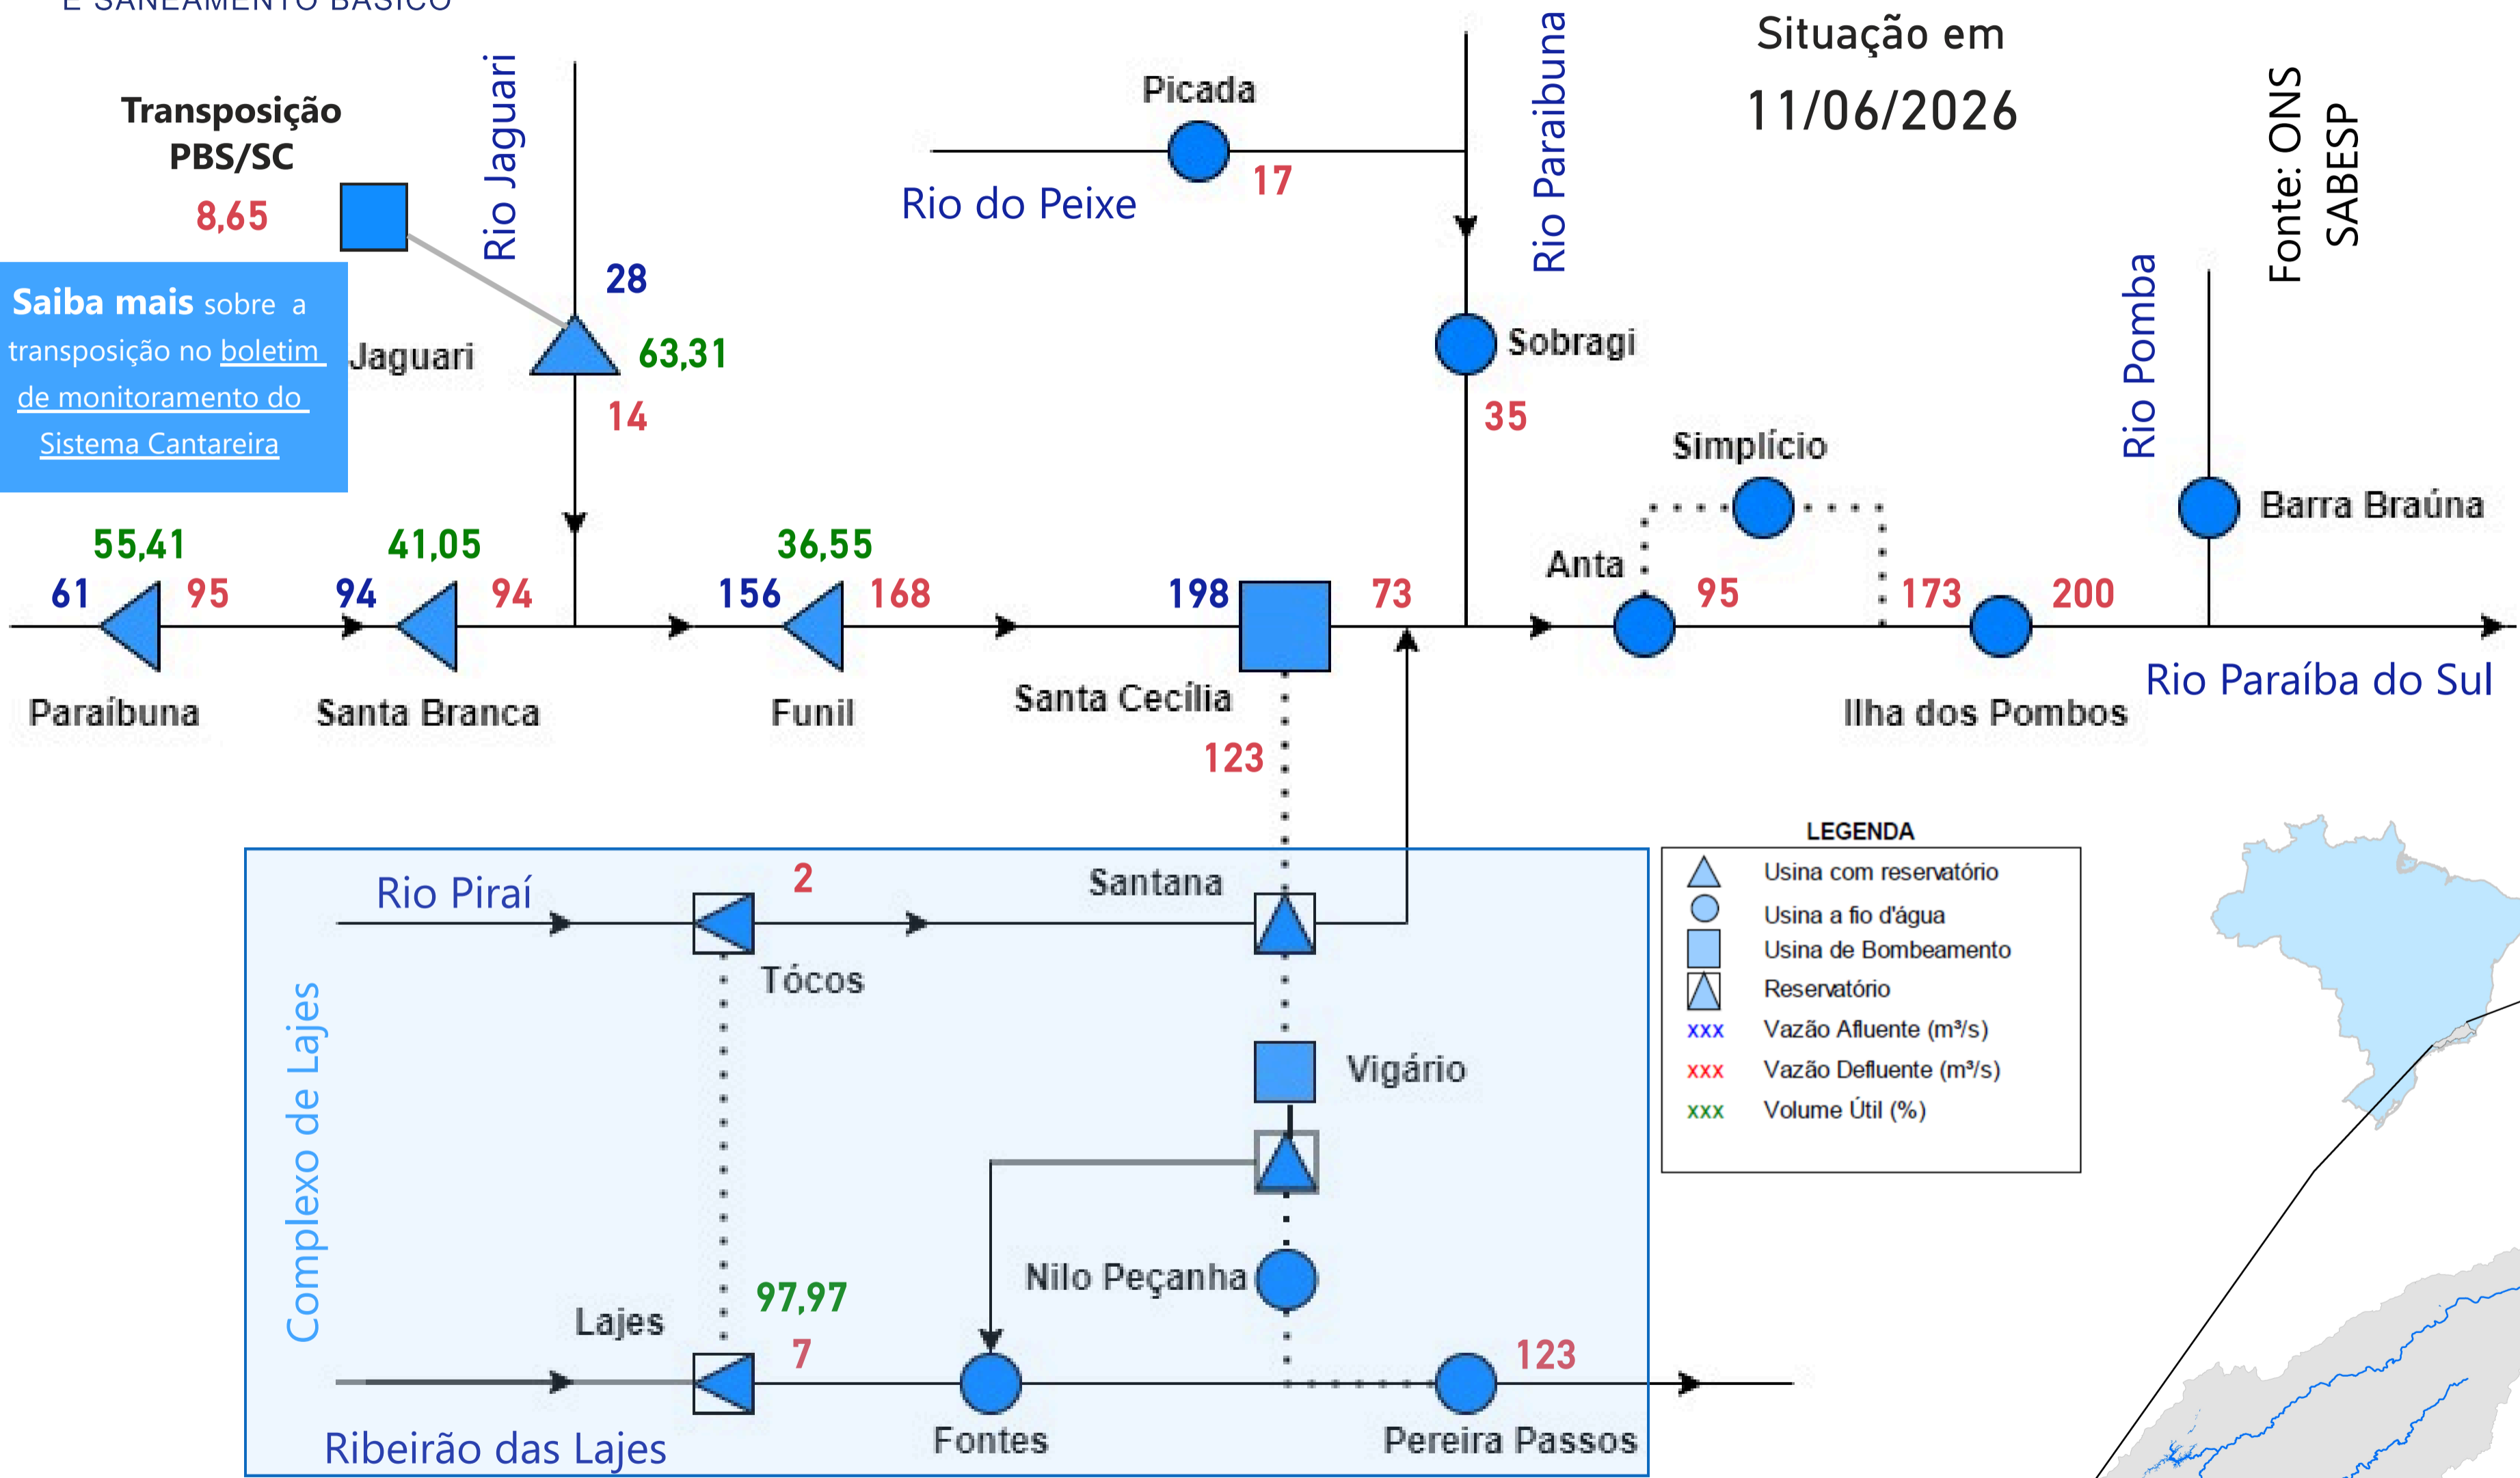 E SANEAMENTO BÁSICO
Situação em
11/06/2026
Fonte: ONS
SABESP
Transposição
PBS/SC
8,65
Rio Jaguari
Picada
17
Rio do Peixe
Rio Paraibuna
Saiba mais sobre a
transposição no boletim
de monitoramento do
Sistema Cantareira
28
Jaguari
63,31
14
Sobragi
35
Rio Pomba
Simplício
Barra Braúna
55,41
41,05
36,55
Anta
61
95
94
94
156
168
198
73
95
173
200
Paraíbuna
Santa Branca
Funil
Santa Cecília
Ilha dos Pombos
Rio Paraíba do Sul
123
Rio Piraí
2
Santana
Tócos
Complexo de Lajes
Vigário
Nilo Peçanha
97,97
Lajes
7
123
Ribeirão das Lajes
Fontes
Pereira Passos
LEGENDA
Usina com reservatório
Usina a fio d'água
Usina de Bombeamento
Reservatório
xxx Vazão Afluente (m³/s)
xxx Vazão Defluente (m³/s)
xxx Volume Útil (%)